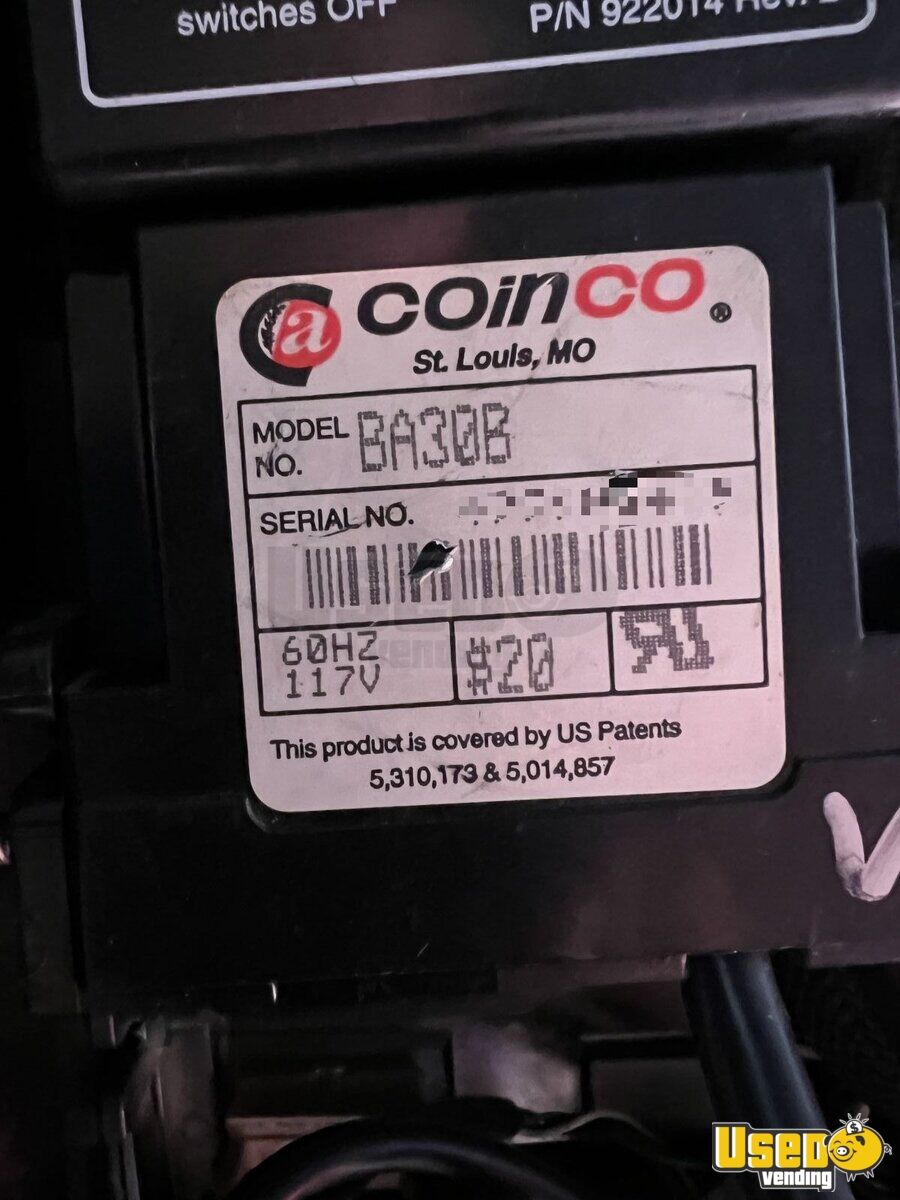 switches OFF
P/N 922014 Rev.
a coinco ®
St. Louis, MO
MODEL NO. BA30B
SERIAL NO.
60HZ
117V
#20
This product is covered by US Patents
5,310,173 & 5,014,857
V
USED
vending